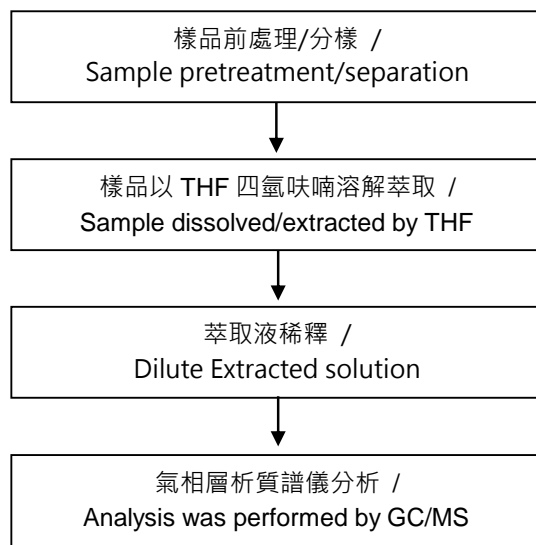 樣品前處理/分樣 /
Sample pretreatment/separation
樣品以 THF 四氫呋喃溶解萃取 /
Sample dissolved/extracted by THF
萃取液稀釋 /
Dilute Extracted solution
氣相層析質譜儀分析 /
Analysis was performed by GC/MS